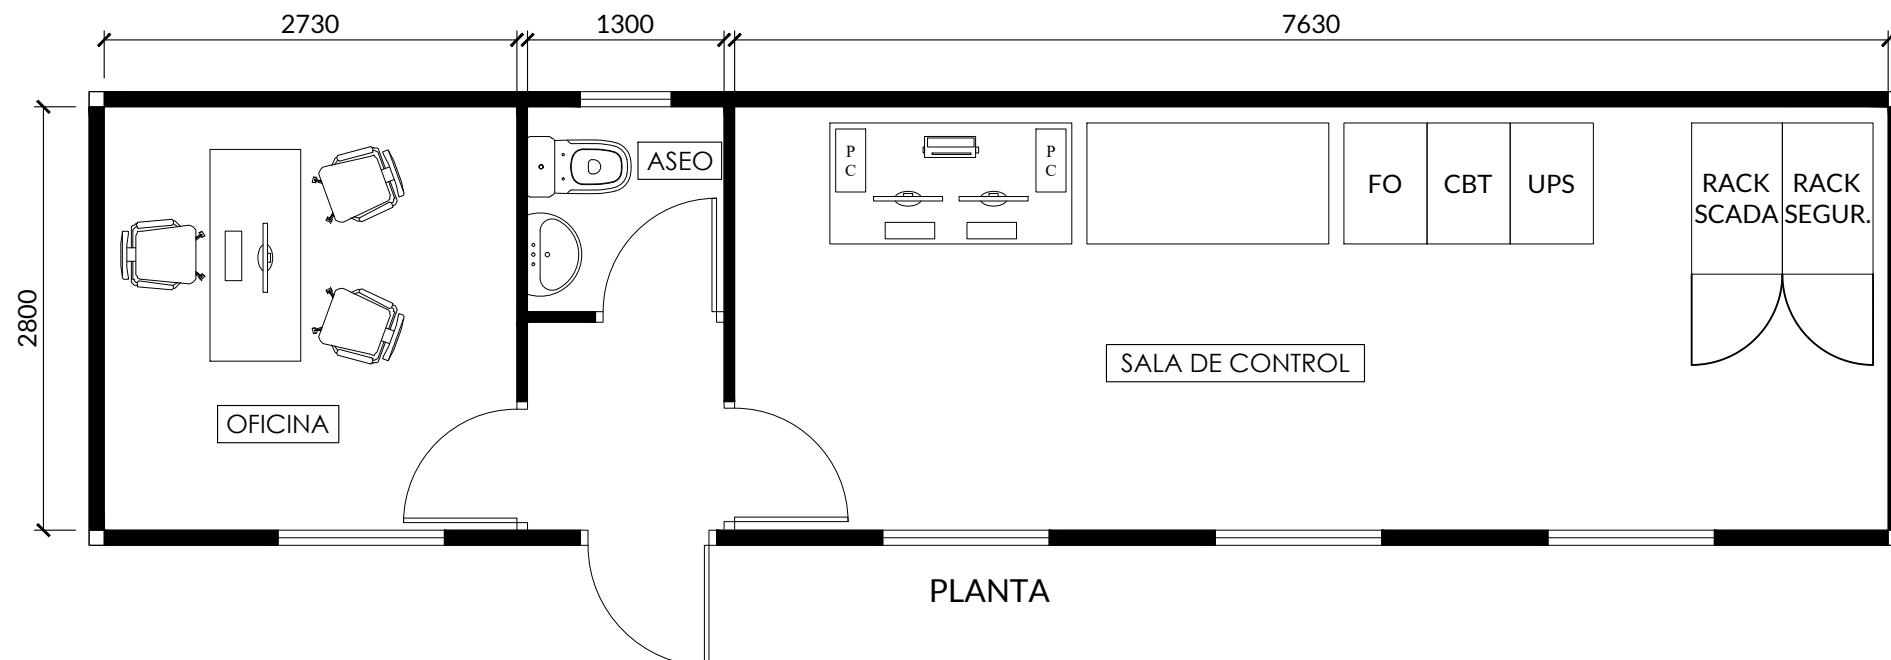 2730
1300
7630
2800
ASEO
P
C
P
C
FO
CBT
UPS
RACK
SCADA
RACK
SEGUR.
SALA DE CONTROL
OFICINA
PLANTA